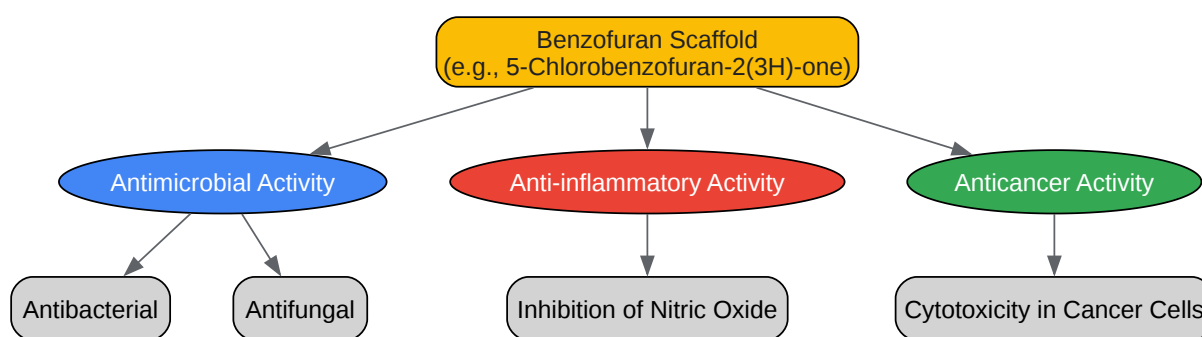 Benzofuran Scaffold
(e.g., 5-Chlorobenzofuran-2(3H)-one)
Antimicrobial Activity
Anti-inflammatory Activity
Anticancer Activity
Antibacterial
Antifungal
Inhibition of Nitric Oxide
Cytotoxicity in Cancer Cells